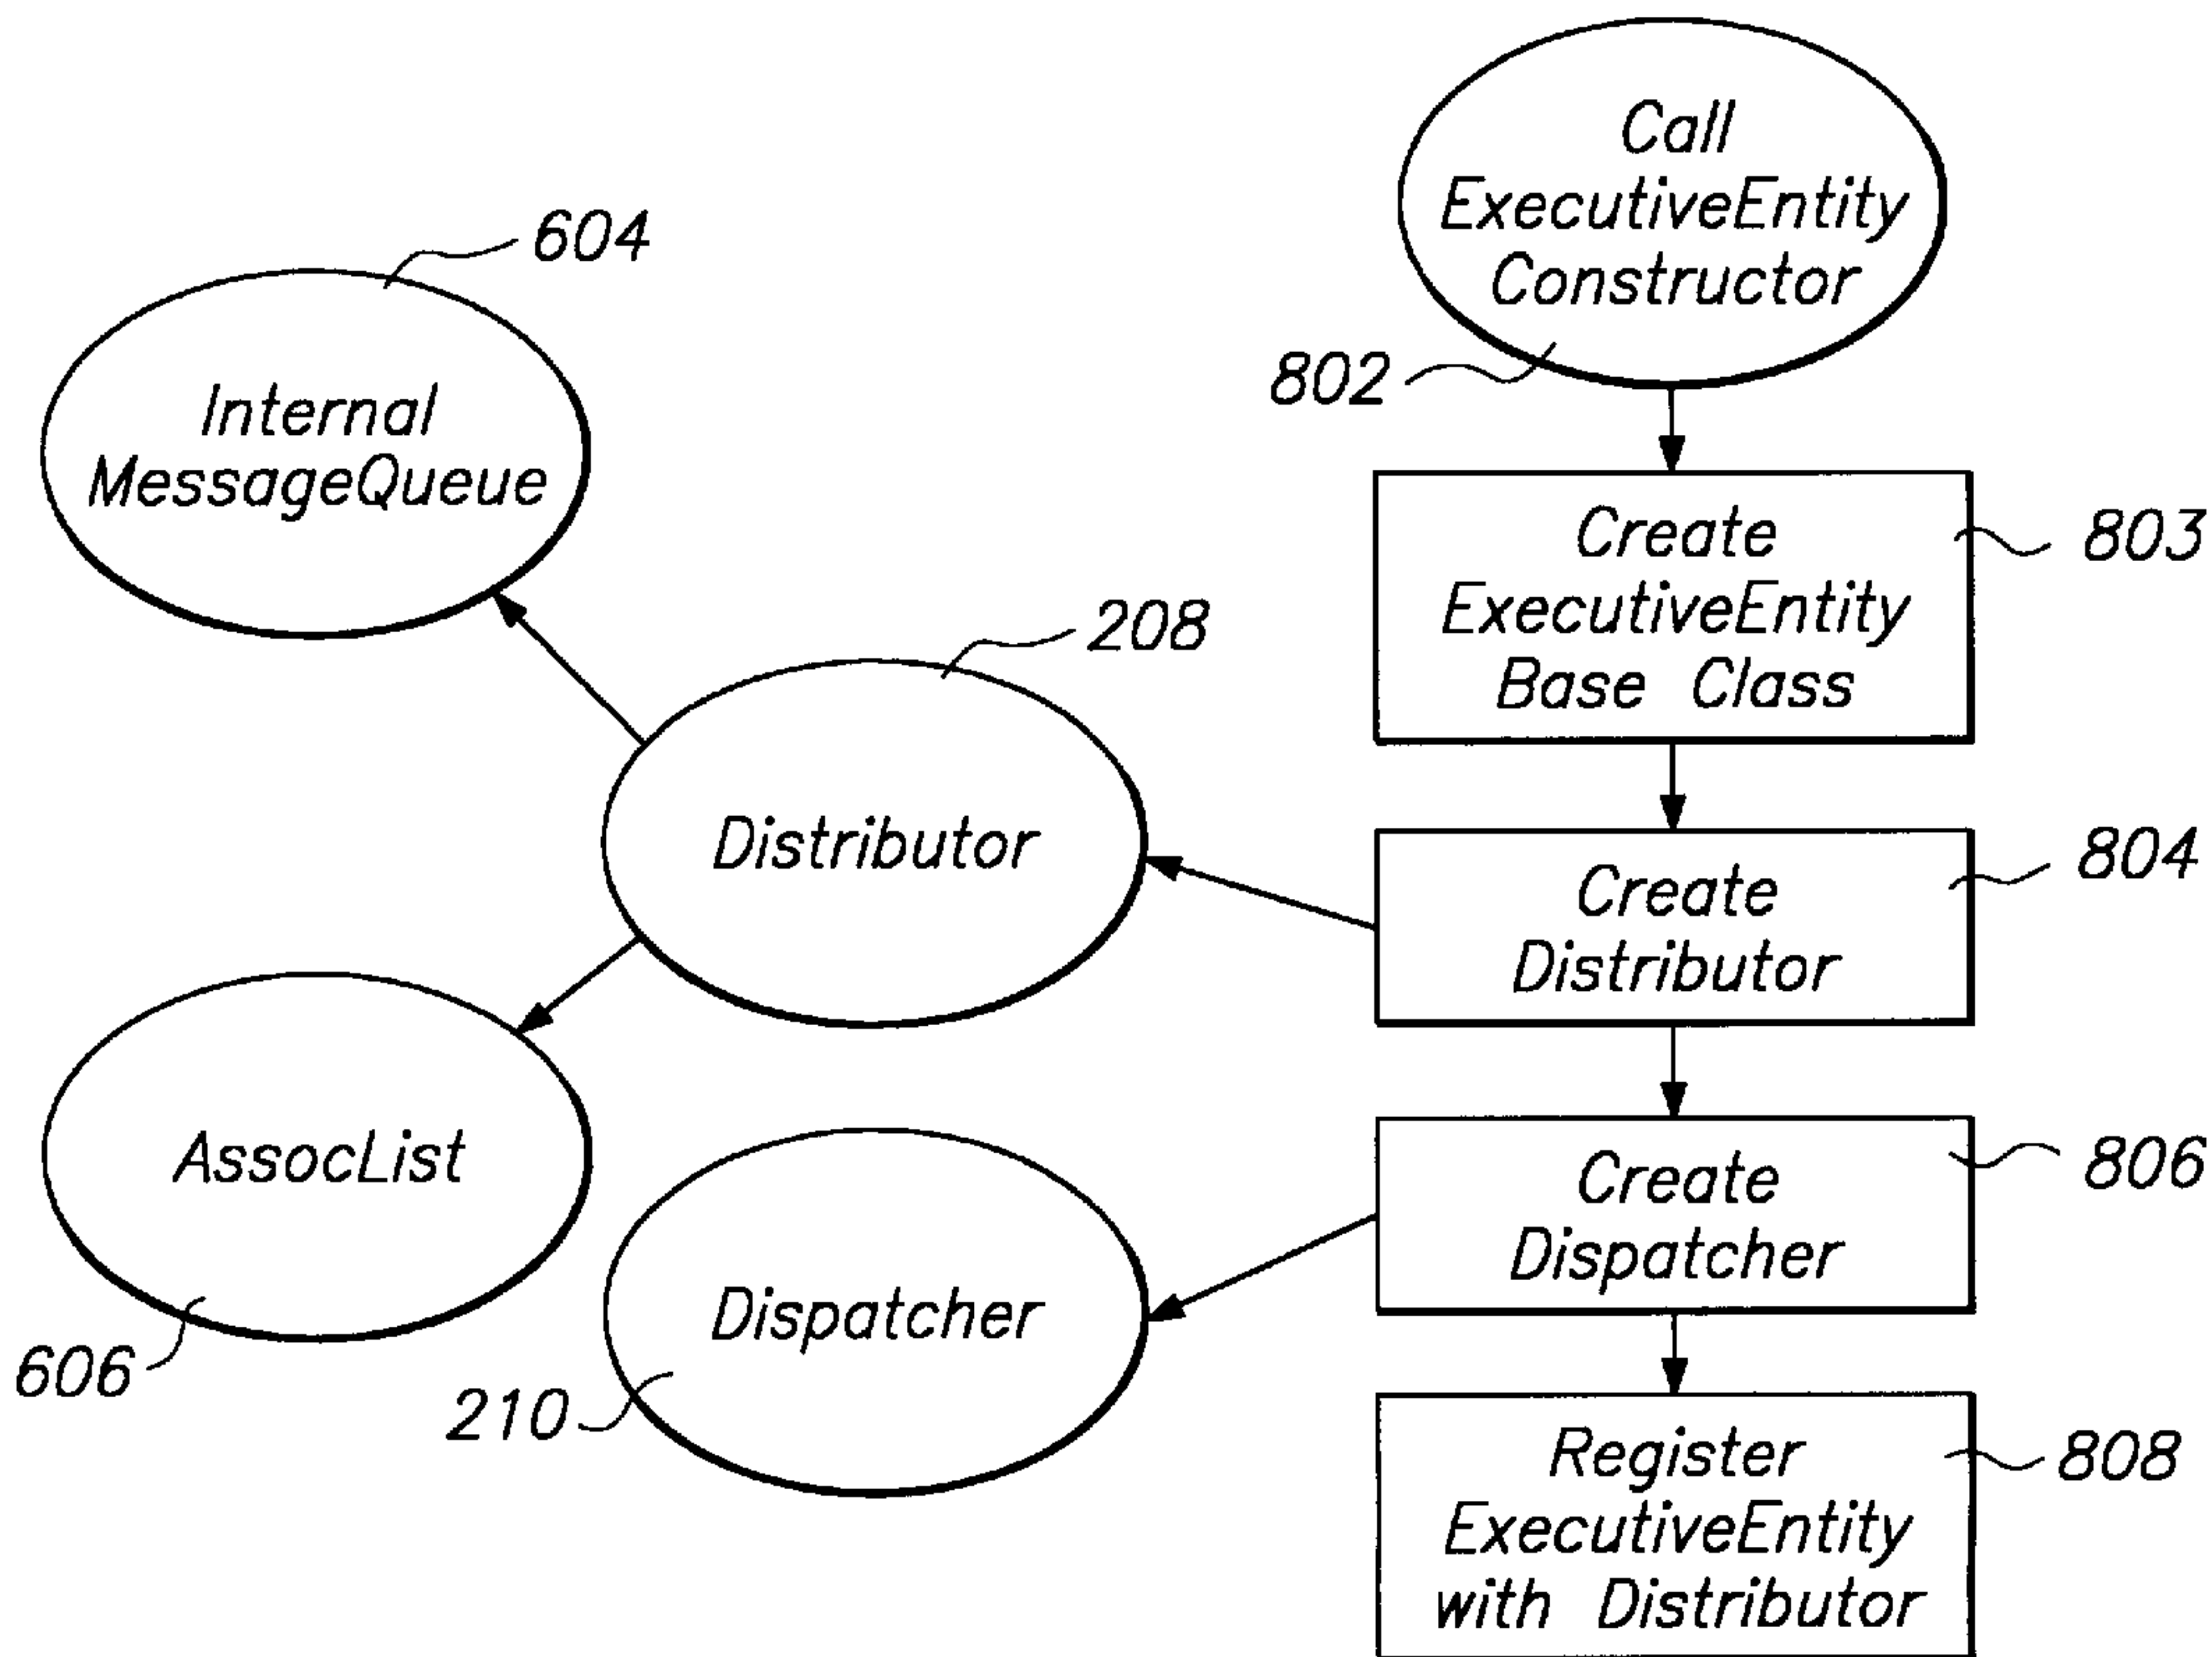 Call
ExecutiveEntity
Constructor
802
604
Internal
MessageQueue
Create
ExecutiveEntity
Base Class
803
208
Distributor
Create
Distributor
804
AssocList
606
Create
Dispatcher
806
Dispatcher
210
Register
ExecutiveEntity
with Distributor
808